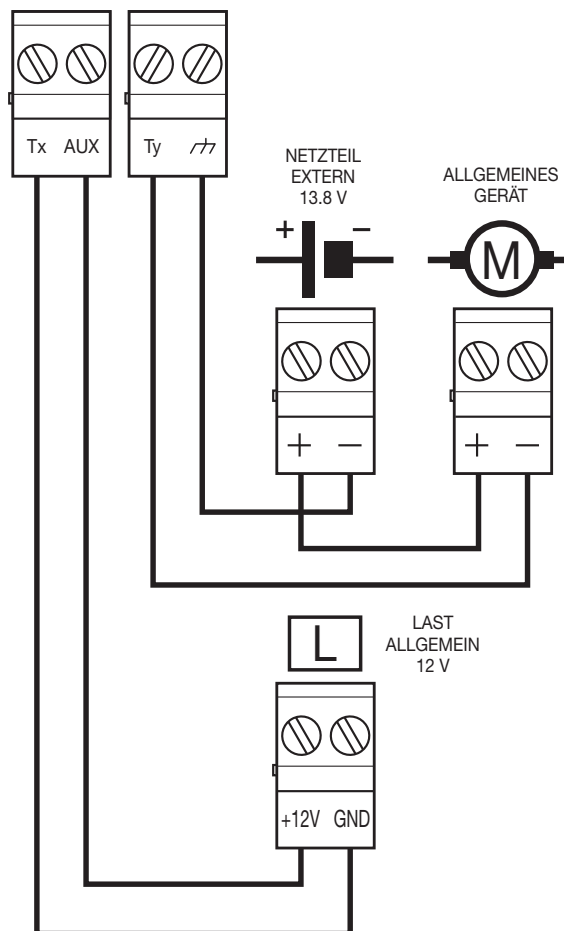 Tx AUX
Ty
NETZTEIL
EXTERN
13.8 V
+ −
ALLGEMEINES
GERÄT
M
+ −
+ −
L
LAST
ALLGEMEIN
12 V
+12V GND